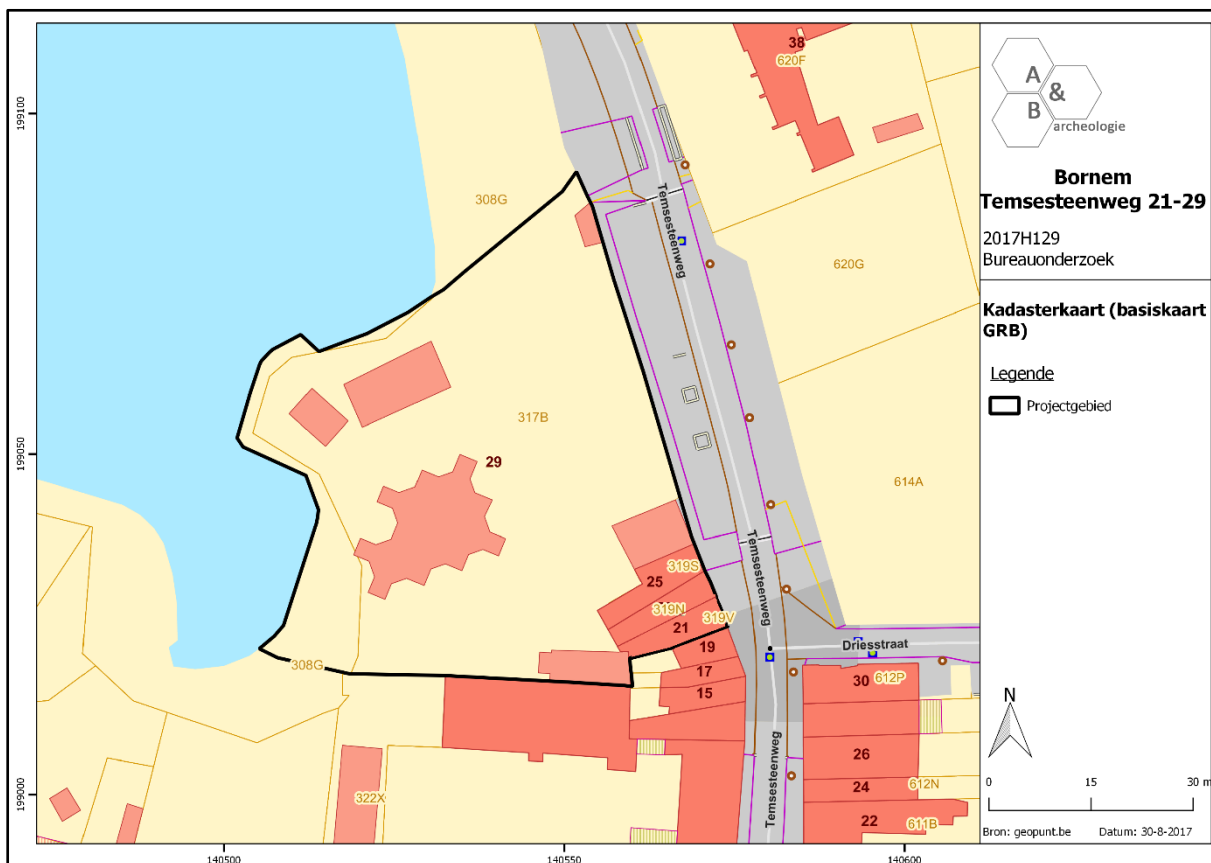 199100
199050
199000
140500
140550
140600
38
620F
308G
Temsesteenweg
620G
317B
614A
29
319S
25
319N
319V
21
Temsesteenweg
19
Driesstraat
308G
17
30
612P
15
26
24
612N
322X
Temsesteenweg
22
611B
A
&
B
archeologie
Bornem
Temsesteenweg 21-29
2017H129
Bureauonderzoek
Kadasterkaart (basiskaart
GRB)
Legende
Projectgebied
N
0 15 30 m
Bron: geopunt.be Datum: 30-8-2017